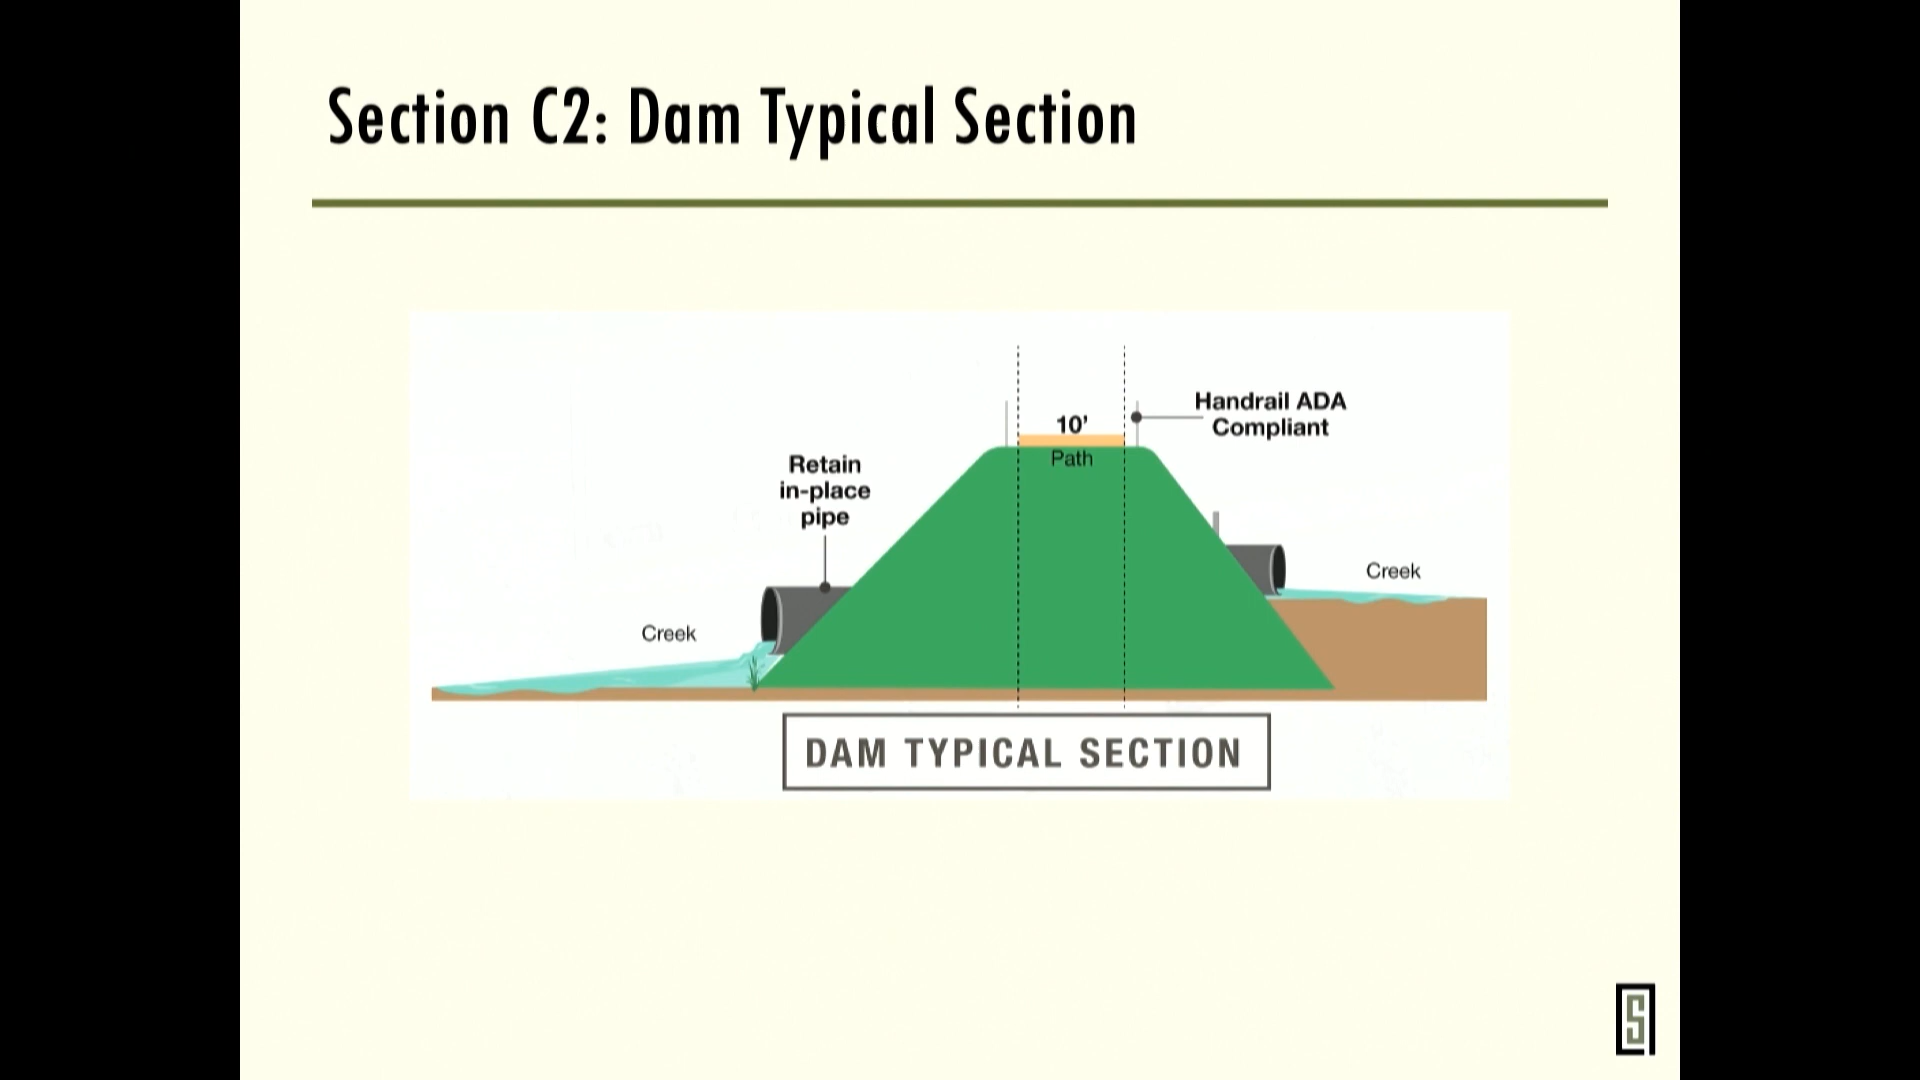 Section C2: Dam Typical Section
Handrail ADA
Compliant
10'
Path
Retain
in-place
pipe
Creek
Creek
DAM TYPICAL SECTION